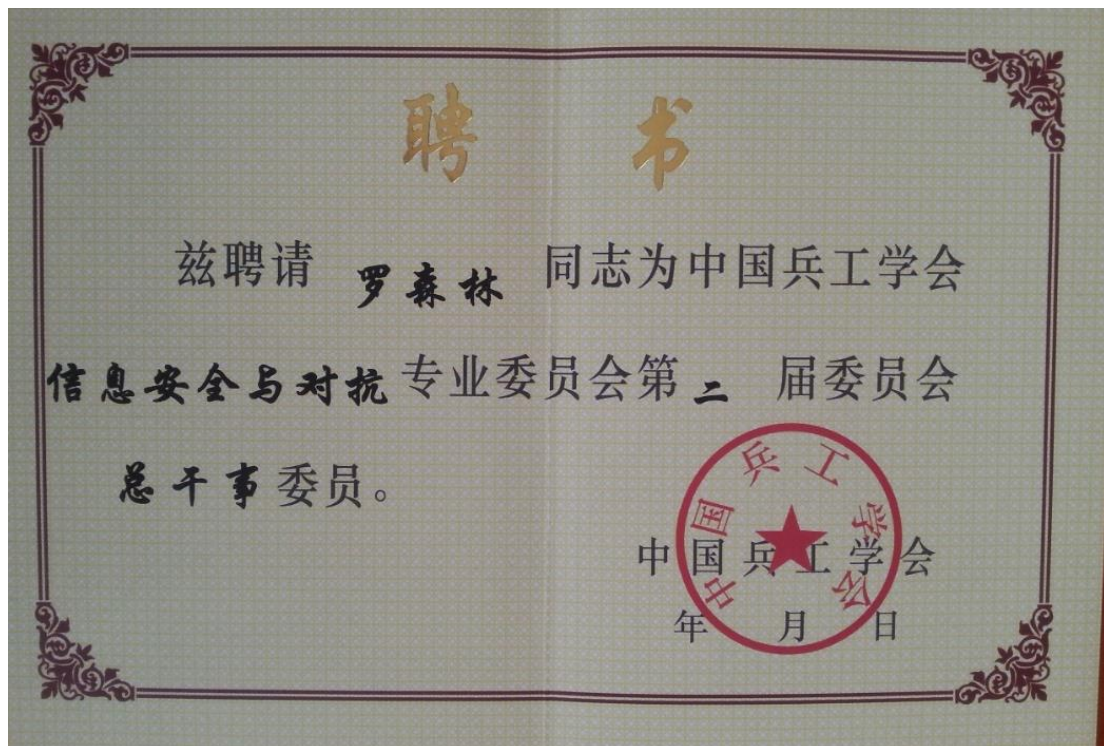 聘 书
兹聘请 罗森林 同志为中国兵工学会
信息安全与对抗专业委员会第二届委员会
总干事委员。
中国兵工学会
中国兵工学会
年 月 日